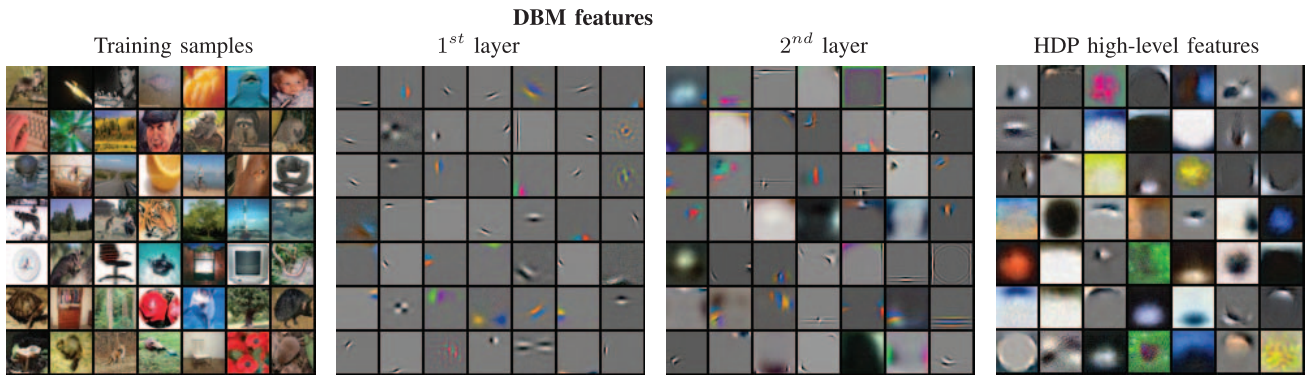 DBM features
Training samples
1st layer
2nd layer
HDP high-level features